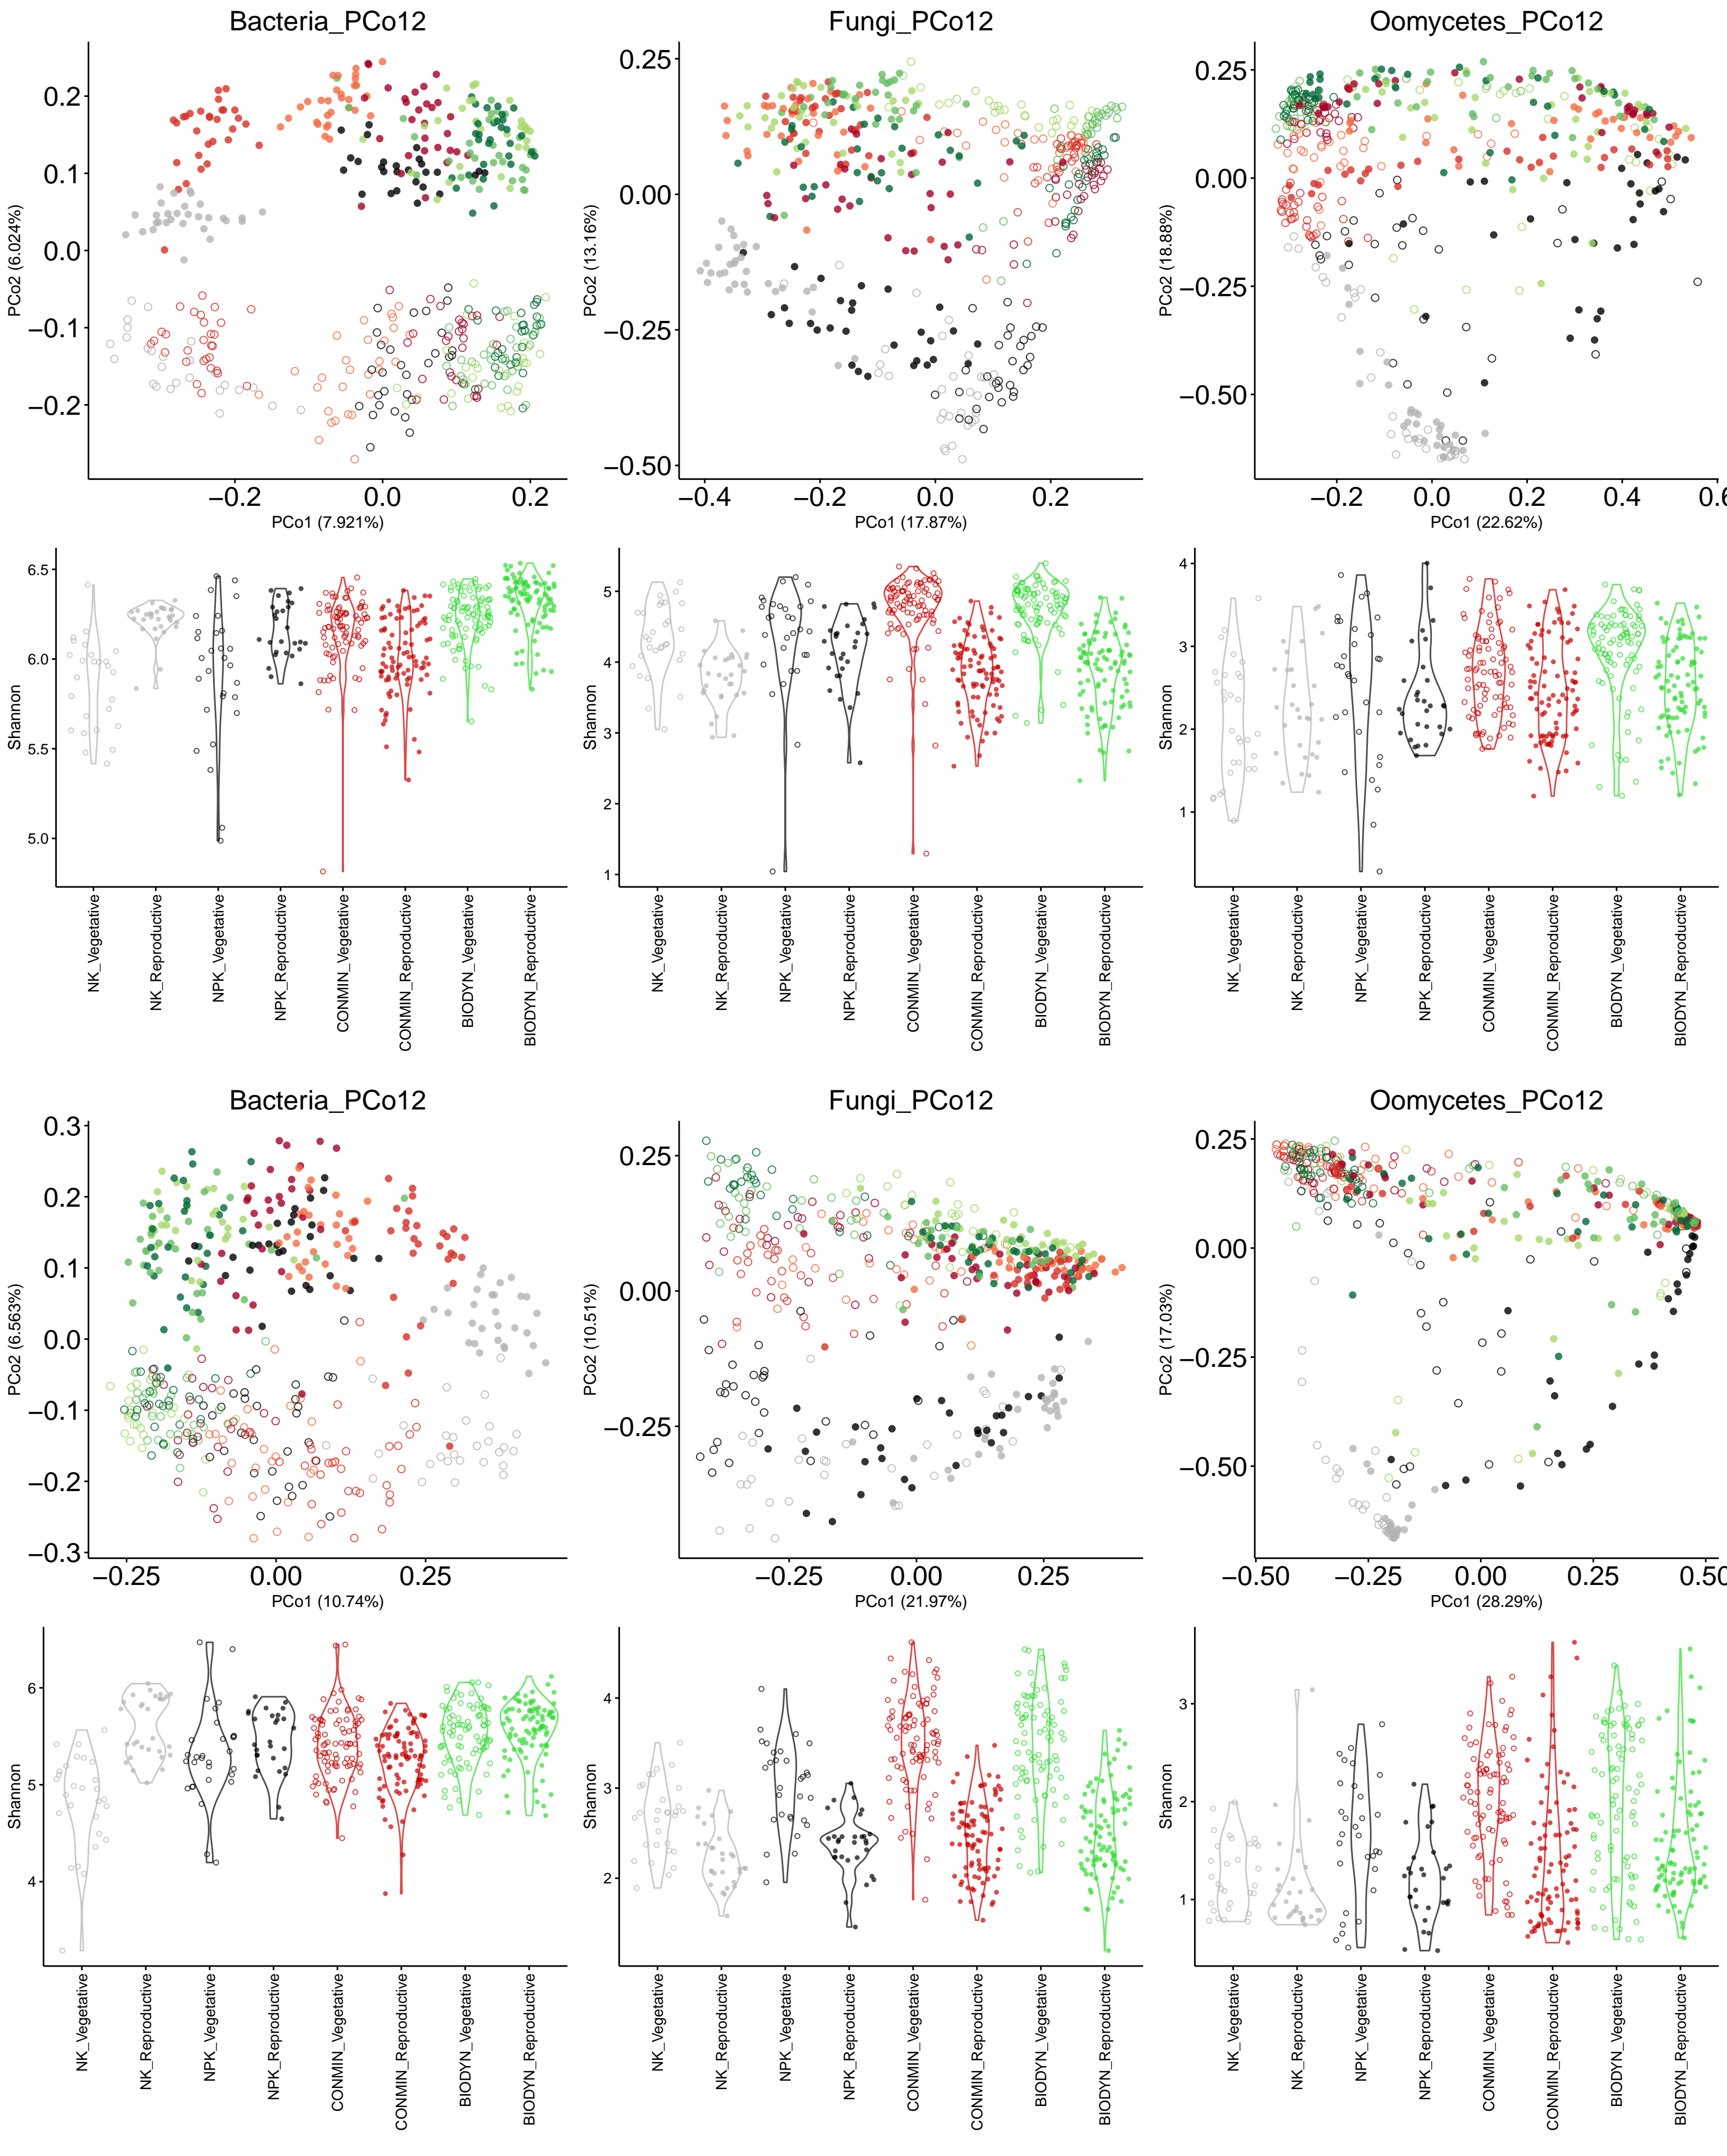 Bacteria_PCo12
Fungi_PCo12
Oomycetes_PCo12
PCo2 (6.024%)
0.2
0.1
0.0
−0.1
−0.2
−0.2
0.0
0.2
PCo1 (7.921%)
PCo2 (13.16%)
0.25
0.00
−0.25
−0.50
−0.4
−0.2
0.0
0.2
PCo1 (17.87%)
PCo2 (18.88%)
0.25
0.00
−0.25
−0.50
−0.2
0.0
0.2
0.4
0.6
PCo1 (22.62%)
Shannon
6.5
6.0
5.5
5.0
NK_Vegetative
NK_Reproductive
NPK_Vegetative
NPK_Reproductive
CONMIN_Vegetative
CONMIN_Reproductive
BIODYN_Vegetative
BIODYN_Reproductive
Shannon
5
4
3
2
1
NK_Vegetative
NK_Reproductive
NPK_Vegetative
NPK_Reproductive
CONMIN_Vegetative
CONMIN_Reproductive
BIODYN_Vegetative
BIODYN_Reproductive
Shannon
4
3
2
1
NK_Vegetative
NK_Reproductive
NPK_Vegetative
NPK_Reproductive
CONMIN_Vegetative
CONMIN_Reproductive
BIODYN_Vegetative
BIODYN_Reproductive
Bacteria_PCo12
Fungi_PCo12
Oomycetes_PCo12
PCo2 (6.563%)
0.3
0.2
0.1
0.0
−0.1
−0.2
−0.3
−0.25
0.00
0.25
PCo1 (10.74%)
PCo2 (10.51%)
0.25
0.00
−0.25
−0.25
0.00
0.25
PCo1 (21.97%)
PCo2 (17.03%)
0.25
0.00
−0.25
−0.50
−0.50
−0.25
0.00
0.25
0.50
PCo1 (28.29%)
Shannon
6
5
4
NK_Vegetative
NK_Reproductive
NPK_Vegetative
NPK_Reproductive
CONMIN_Vegetative
CONMIN_Reproductive
BIODYN_Vegetative
BIODYN_Reproductive
Shannon
4
3
2
NK_Vegetative
NK_Reproductive
NPK_Vegetative
NPK_Reproductive
CONMIN_Vegetative
CONMIN_Reproductive
BIODYN_Vegetative
BIODYN_Reproductive
Shannon
3
2
1
NK_Vegetative
NK_Reproductive
NPK_Vegetative
NPK_Reproductive
CONMIN_Vegetative
CONMIN_Reproductive
BIODYN_Vegetative
BIODYN_Reproductive